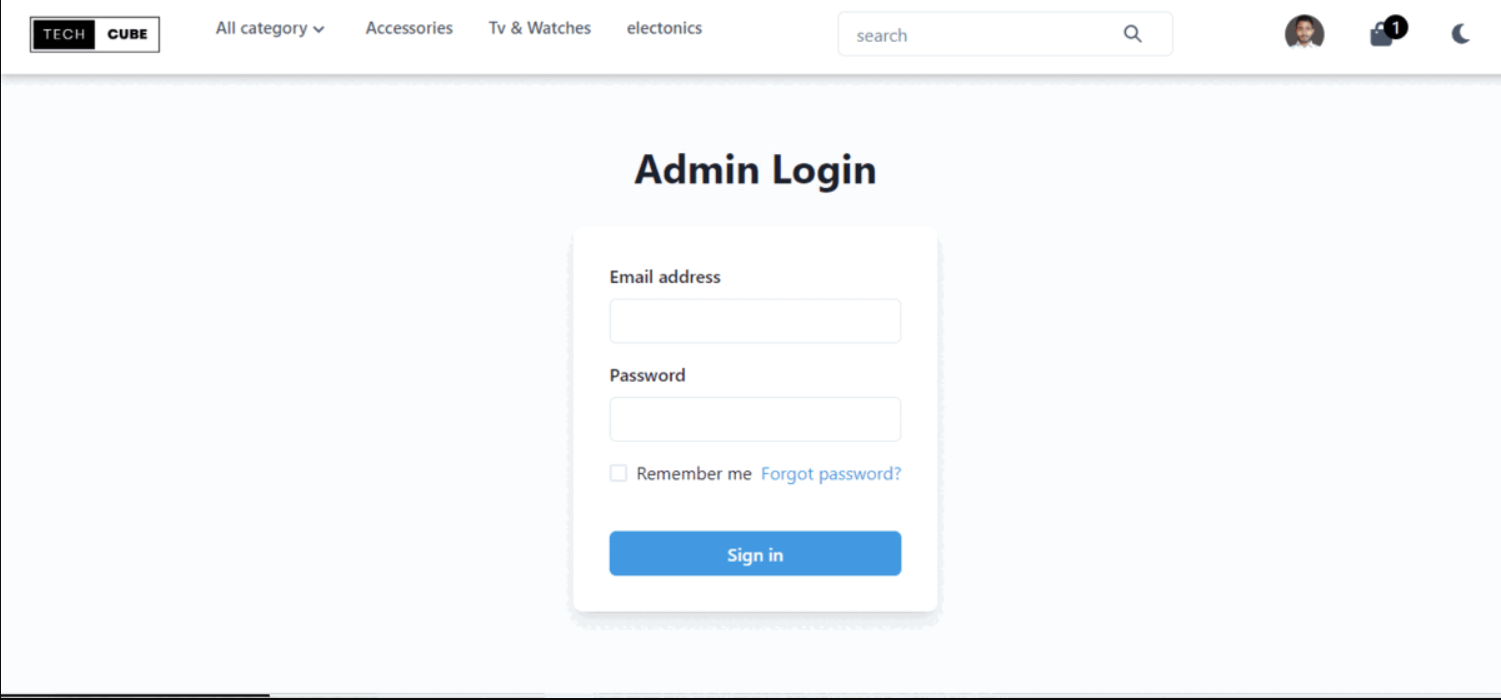 TECH CUBE All category Accessories Tv & Watches electonics search 1
Admin Login
Email address
Password
Remember me Forgot password?
Sign in